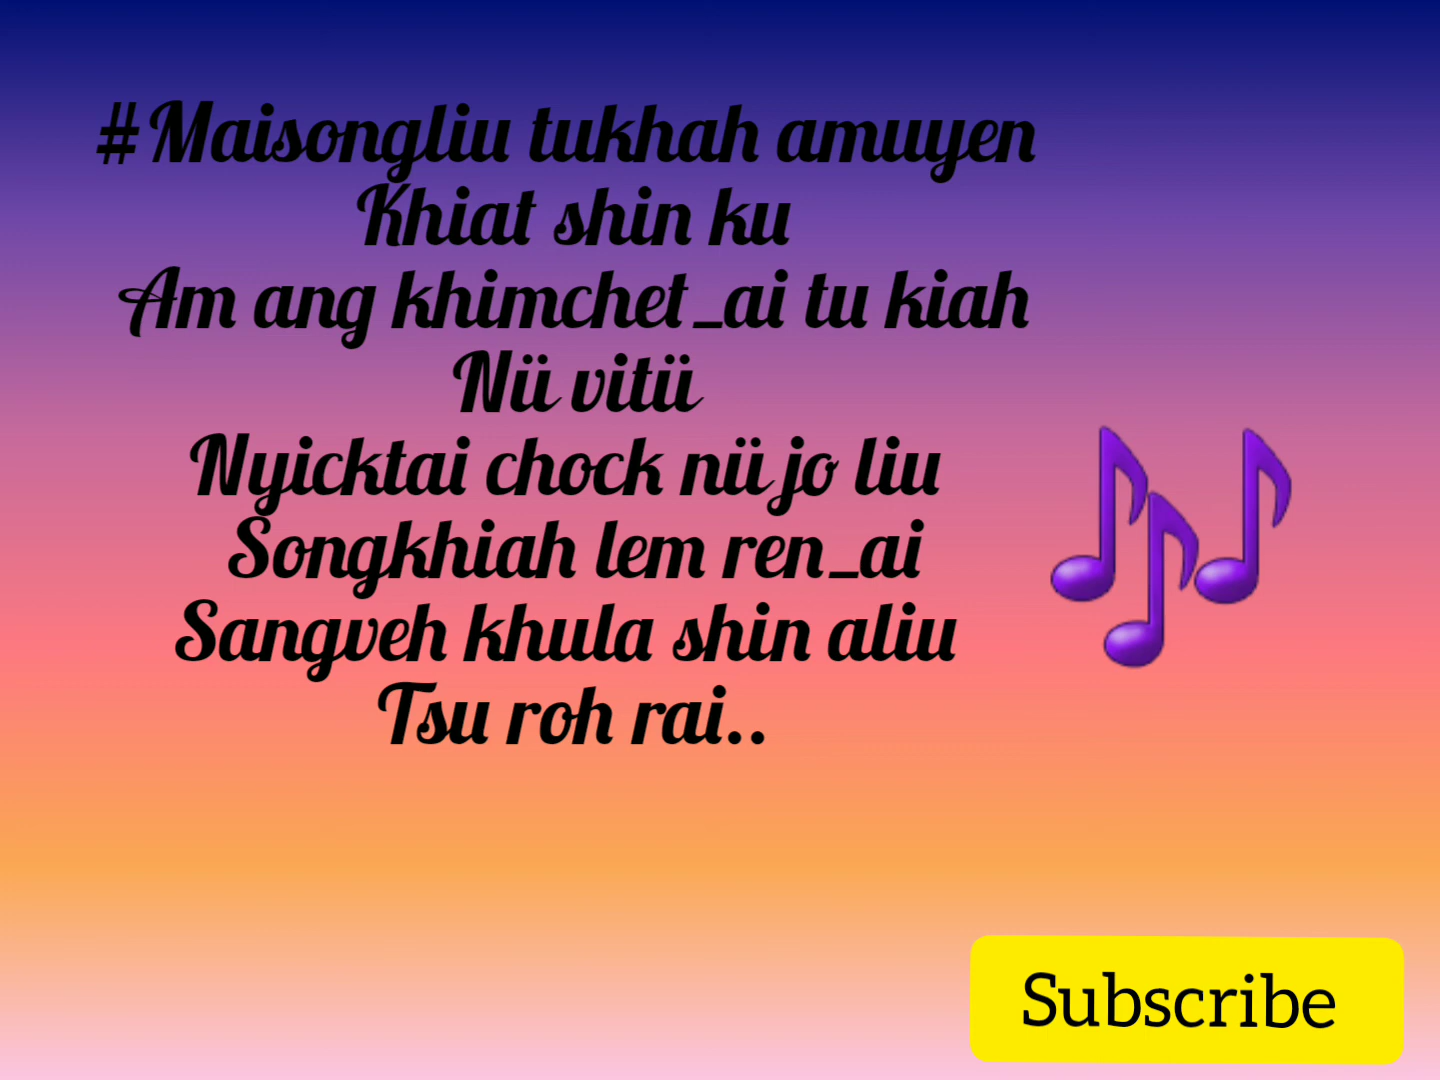 #Maisongliu tukhah amuyen
Khiat shin ku
Am ang khimchet_ai tu kiah
Nü vitü
Nyicktai chock nü jo liu
Songkhiah lem ren_ai
Sangveh khula shin aliu
Tsu roh rai..
Subscribe